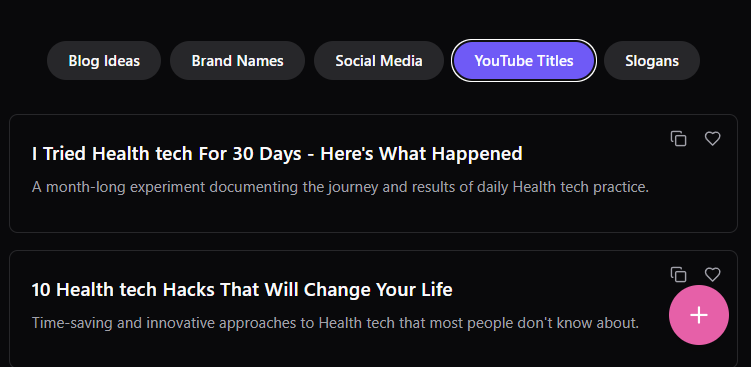 Blog Ideas Brand Names Social Media YouTube Titles Slogans
I Tried Health tech For 30 Days - Here's What Happened
A month-long experiment documenting the journey and results of daily Health tech practice.
10 Health tech Hacks That Will Change Your Life
Time-saving and innovative approaches to Health tech that most people don't know about.